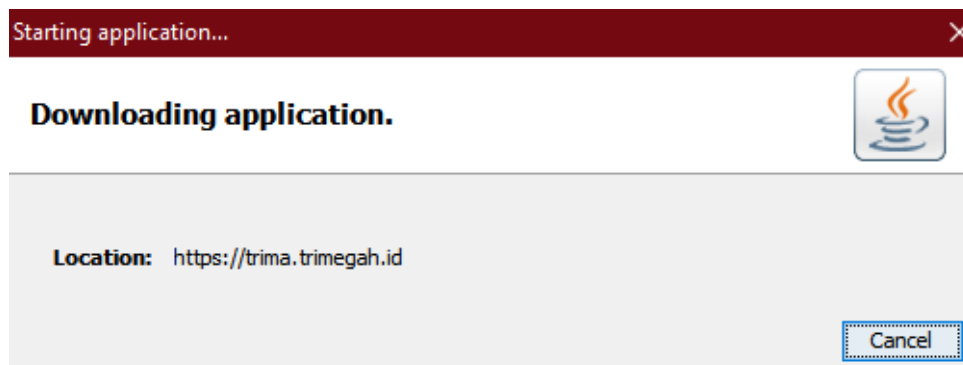 Starting application...
Downloading application.
Location: https://trima.trimegah.id
Cancel